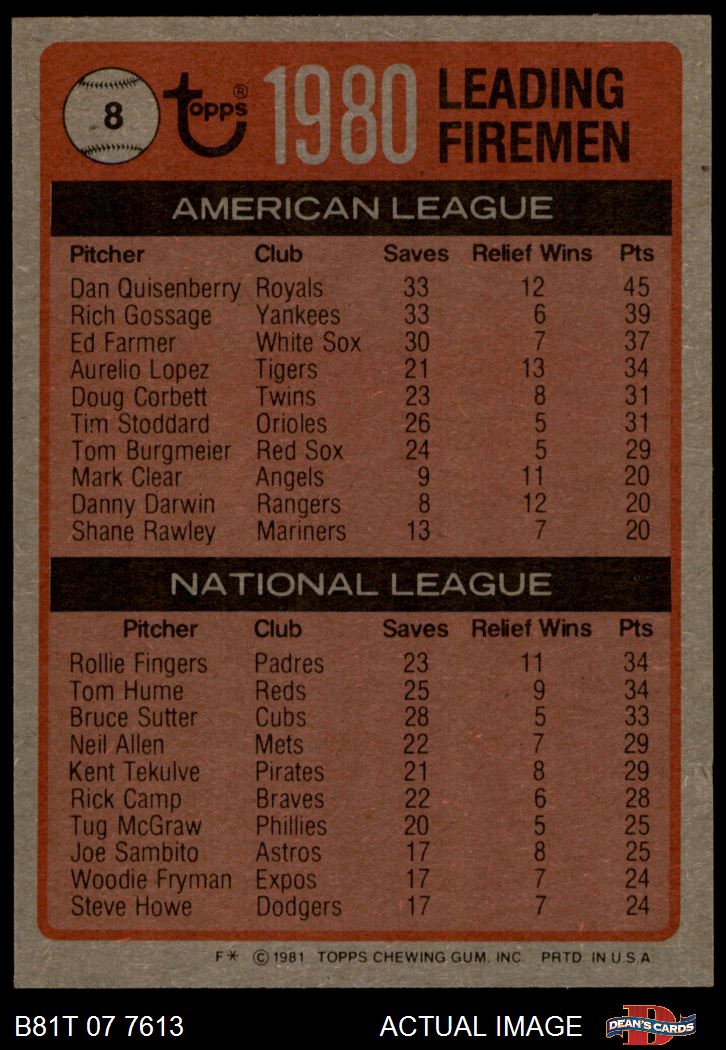 8 Topps® 1980 LEADING FIREMEN
AMERICAN LEAGUE
Pitcher Club Saves Relief Wins Pts
Dan Quisenberry Royals 33 12 45
Rich Gossage Yankees 33 6 39
Ed Farmer White Sox 30 7 37
Aurelio Lopez Tigers 21 13 34
Doug Corbett Twins 23 8 31
Tim Stoddard Orioles 26 5 31
Tom Burgmeier Red Sox 24 5 29
Mark Clear Angels 9 11 20
Danny Darwin Rangers 8 12 20
Shane Rawley Mariners 13 7 20
NATIONAL LEAGUE
Pitcher Club Saves Relief Wins Pts
Rollie Fingers Padres 23 11 34
Tom Hume Reds 25 9 34
Bruce Sutter Cubs 28 5 33
Neil Allen Mets 22 7 29
Kent Tekulve Pirates 21 8 29
Rick Camp Braves 22 6 28
Tug McGraw Phillies 20 5 25
Joe Sambito Astros 17 8 25
Woodie Fryman Expos 17 7 24
Steve Howe Dodgers 17 7 24
F* © 1981 TOPPS CHEWING GUM, INC. PRTD. IN U.S.A.
B81T 07 7613 ACTUAL IMAGE DEAN'S CARDS